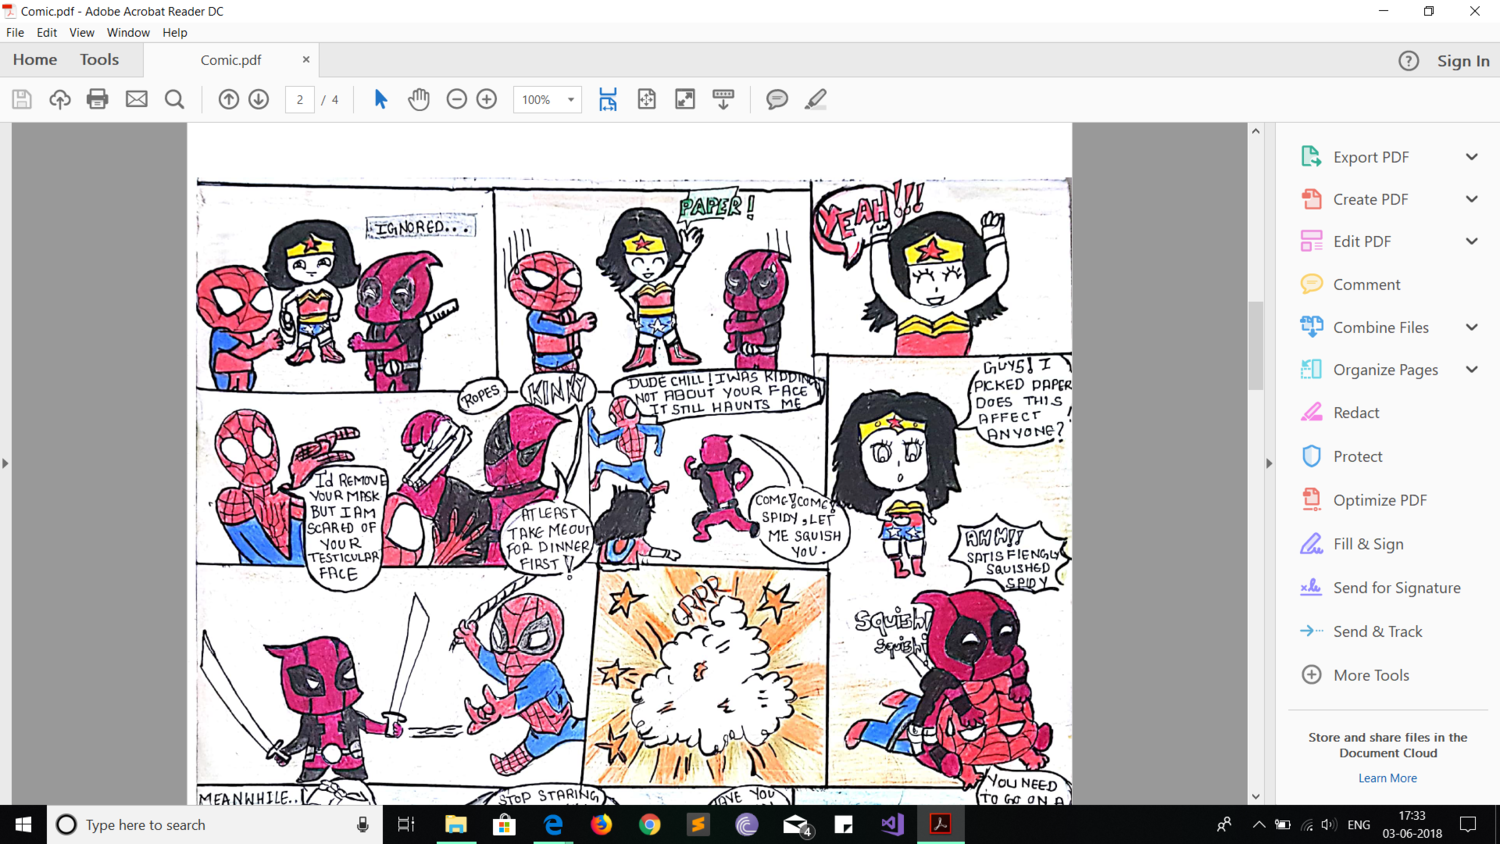 Comic.pdf - Adobe Acrobat Reader DC
File Edit View Window Help
Home Tools Comic.pdf × ? Sign In
2 / 4 100%
IGNORED...
PAPER!
YEAH!!!
ROPES
KINKY
I'D REMOVE
YOUR MASK
BUT I AM
SCARED OF
YOUR
TESTICULAR
FACE
AT LEAST
TAKE ME OUT
FOR DINNER
FIRST!
DUDE CHILL! I WAS KIDDING
NOT ABOUT YOUR FACE
IT STILL HAUNTS ME
COME! COME!
SPIDY, LET
ME SQUISH
YOU.
GUYS! I
PICKED PAPER
DOES THIS
AFFECT
ANYONE?
GRRR!
AHH!!
SATISFIENGLY
SQUISHED
SPIDY
Squish!
Squish!
MEANWHILE..
STOP STARING
HAVE YOU
YOU NEED
TO GO ON A
Export PDF
Create PDF
Edit PDF
Comment
Combine Files
Organize Pages
Redact
Protect
Optimize PDF
Fill & Sign
Send for Signature
Send & Track
More Tools
Store and share files in the
Document Cloud
Learn More
Type here to search
4
ENG
17:33
03-06-2018